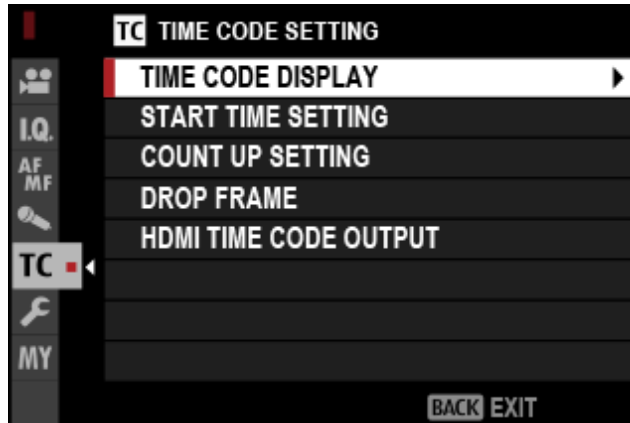 TC TIME CODE SETTING
TIME CODE DISPLAY
START TIME SETTING
COUNT UP SETTING
DROP FRAME
HDMI TIME CODE OUTPUT
I.Q.
AF
MF
TC
MY
BACK EXIT